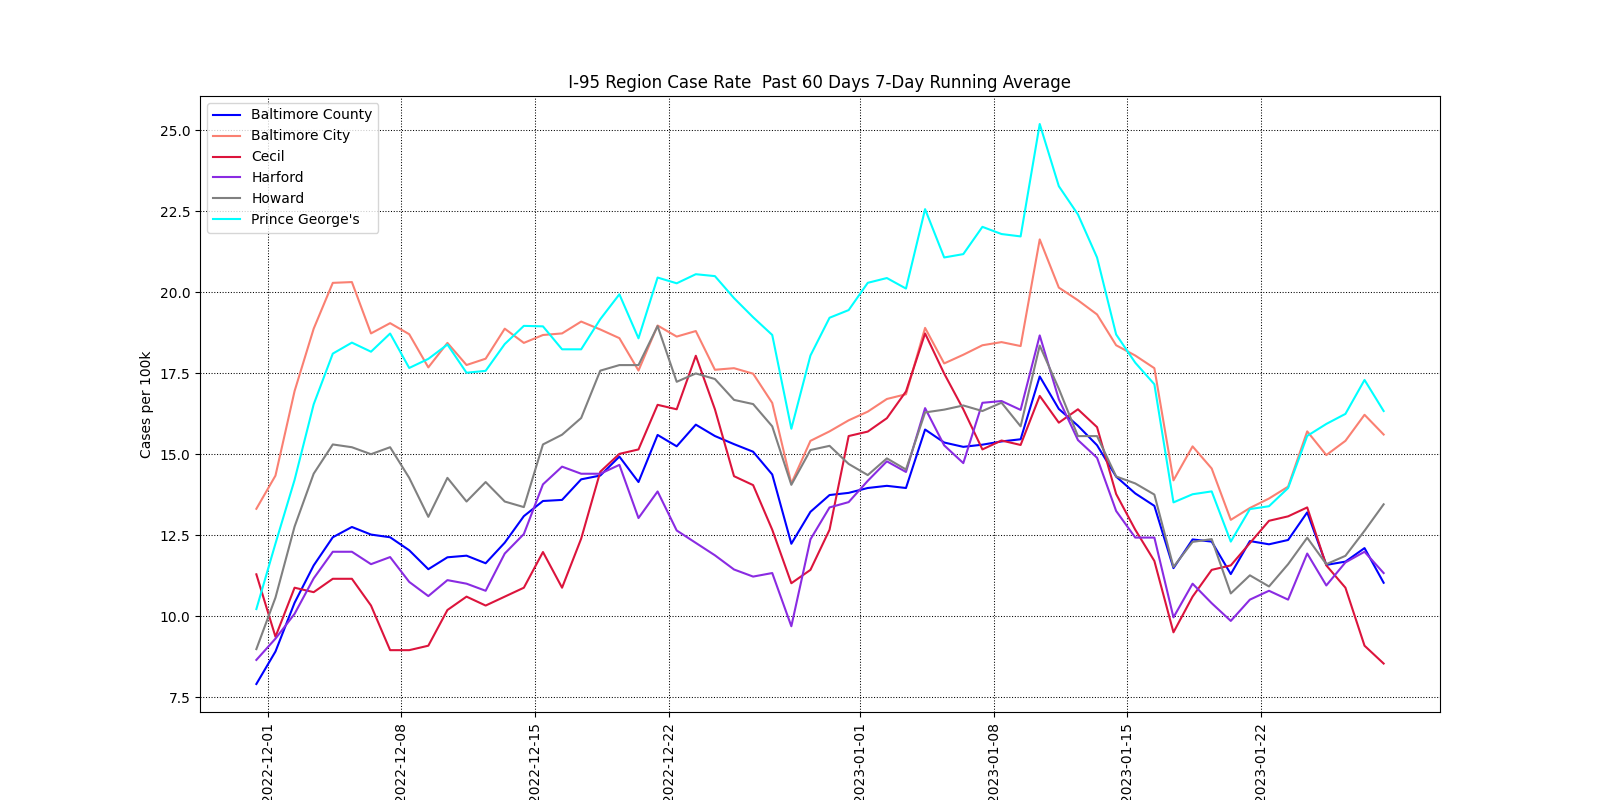 I-95 Region Case Rate  Past 60 Days 7-Day Running Average
Baltimore County
Baltimore City
Cecil
Harford
Howard
Prince George's
Cases per 100k
25.0
22.5
20.0
17.5
15.0
12.5
10.0
7.5
2022-12-01
2022-12-08
2022-12-15
2022-12-22
2023-01-01
2023-01-08
2023-01-15
2023-01-22